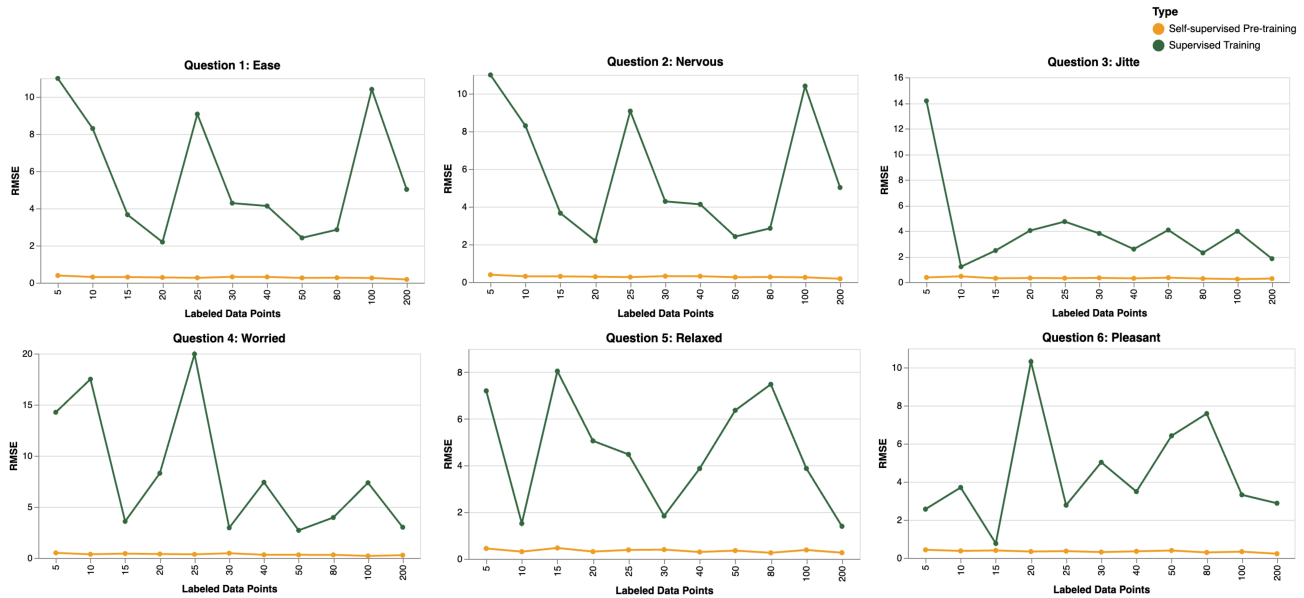 Type
Self-supervised Pre-training
Supervised Training
Question 1: Ease
RMSE
10
8
6
4
2
0
5 10 15 20 25 30 40 50 80 100 200
Labeled Data Points
Question 2: Nervous
RMSE
10
8
6
4
2
0
5 10 15 20 25 30 40 50 80 100 200
Labeled Data Points
Question 3: Jitte
RMSE
16
14
12
10
8
6
4
2
0
5 10 15 20 25 30 40 50 80 100 200
Labeled Data Points
Question 4: Worried
RMSE
20
15
10
5
0
5 10 15 20 25 30 40 50 80 100 200
Labeled Data Points
Question 5: Relaxed
RMSE
8
6
4
2
0
5 10 15 20 25 30 40 50 80 100 200
Labeled Data Points
Question 6: Pleasant
RMSE
10
8
6
4
2
0
5 10 15 20 25 30 40 50 80 100 200
Labeled Data Points